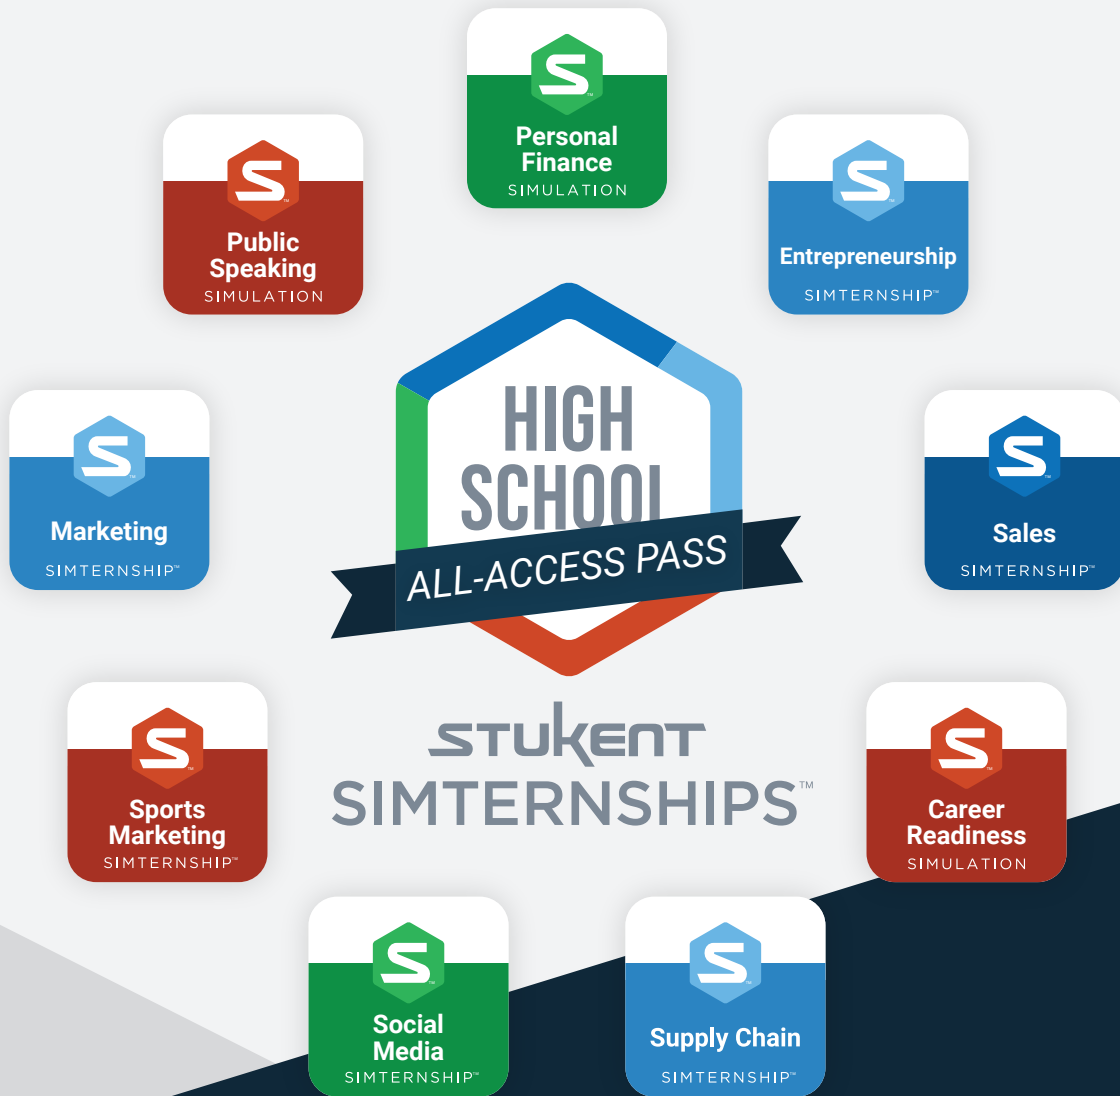 Personal
Finance
SIMULATION
Public
Speaking
SIMULATION
Entrepreneurship
SIMTERNSHIP™
HIGH
SCHOOL
ALL-ACCESS PASS
Marketing
SIMTERNSHIP™
Sales
SIMTERNSHIP™
STUKENT
SIMTERNSHIPS™
Sports
Marketing
SIMTERNSHIP™
Career
Readiness
SIMULATION
Social
Media
SIMTERNSHIP™
Supply Chain
SIMTERNSHIP™